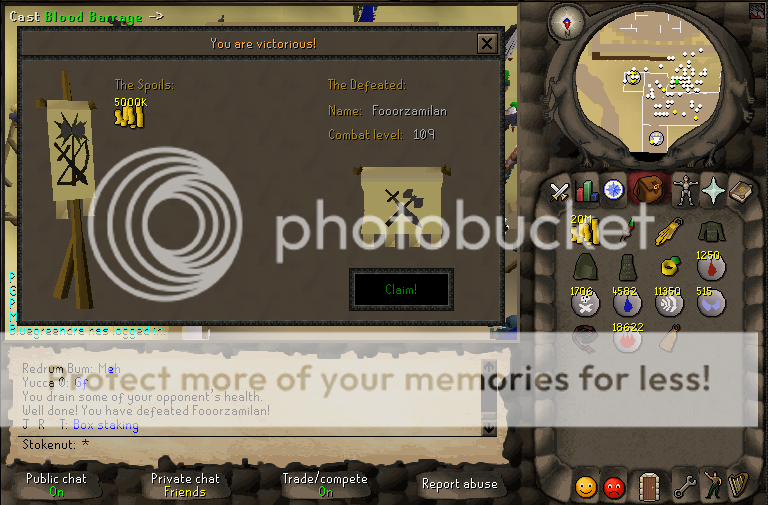 Cast Blood Barrage ->
You are victorious!
The Spoils:
5000K
The Defeated:
Name: Fooorzamilan
Combat level: 109
Claim!
photobucket
20M
1250
1706 4582 11350 515
18622
Bluegreencre has logged in.
Protect more of your memories for less!
Redrum Bum: Meh
Yucca 0: Gf
You drain some of your opponent's health.
Well done! You have defeated Fooorzamilan!
J R T: Box staking
Stokenut: *
Public chat
On
Private chat
Friends
Trade/compete
On
Report abuse